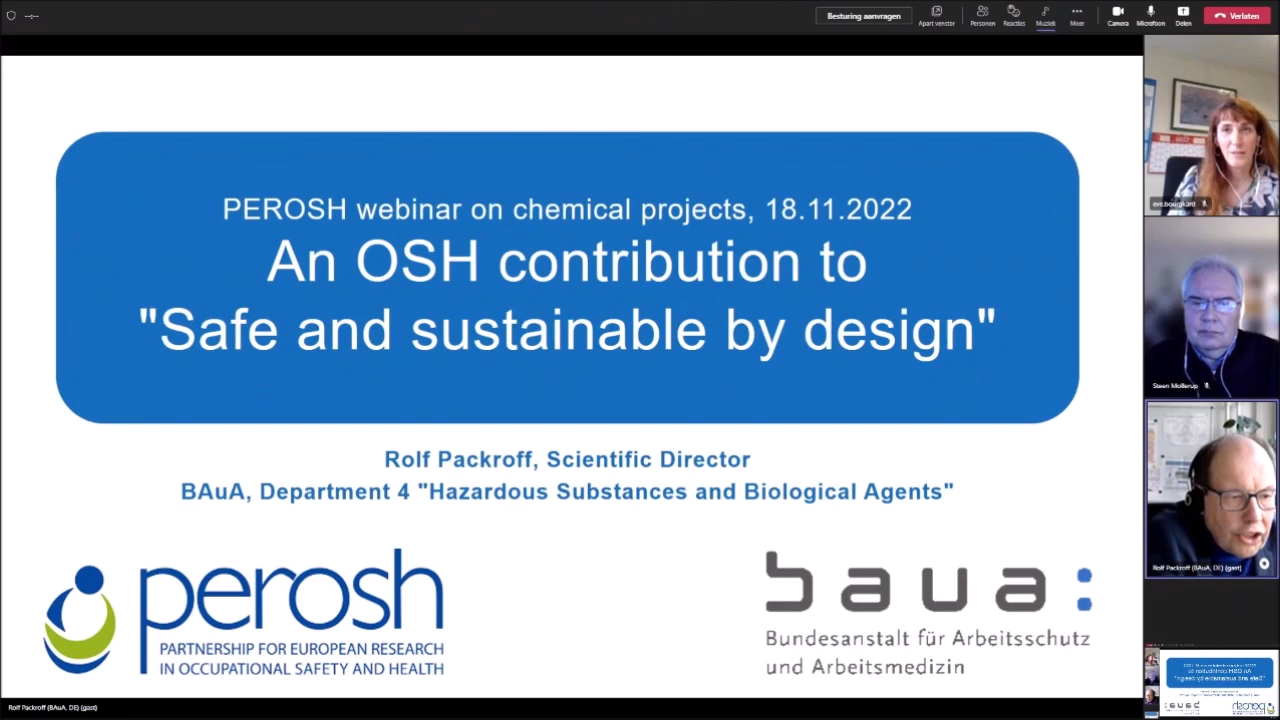 Besturing aanvragen
Apart venster
Personen
Reacties
Muziek
Meer
Camera
Microfoon
Delen
Verlaten
PEROSH webinar on chemical projects, 18.11.2022
An OSH contribution to
"Safe and sustainable by design"
Rolf Packroff, Scientific Director
BAuA, Department 4 "Hazardous Substances and Biological Agents"
perosh
PARTNERSHIP FOR EUROPEAN RESEARCH
IN OCCUPATIONAL SAFETY AND HEALTH
baua:
Bundesanstalt für Arbeitsschutz
und Arbeitsmedizin
eve.bourgkard
Steen Mollerup
Rolf Packroff (BAuA, DE) (gast)
Rolf Packroff (BAuA, DE) (gast)